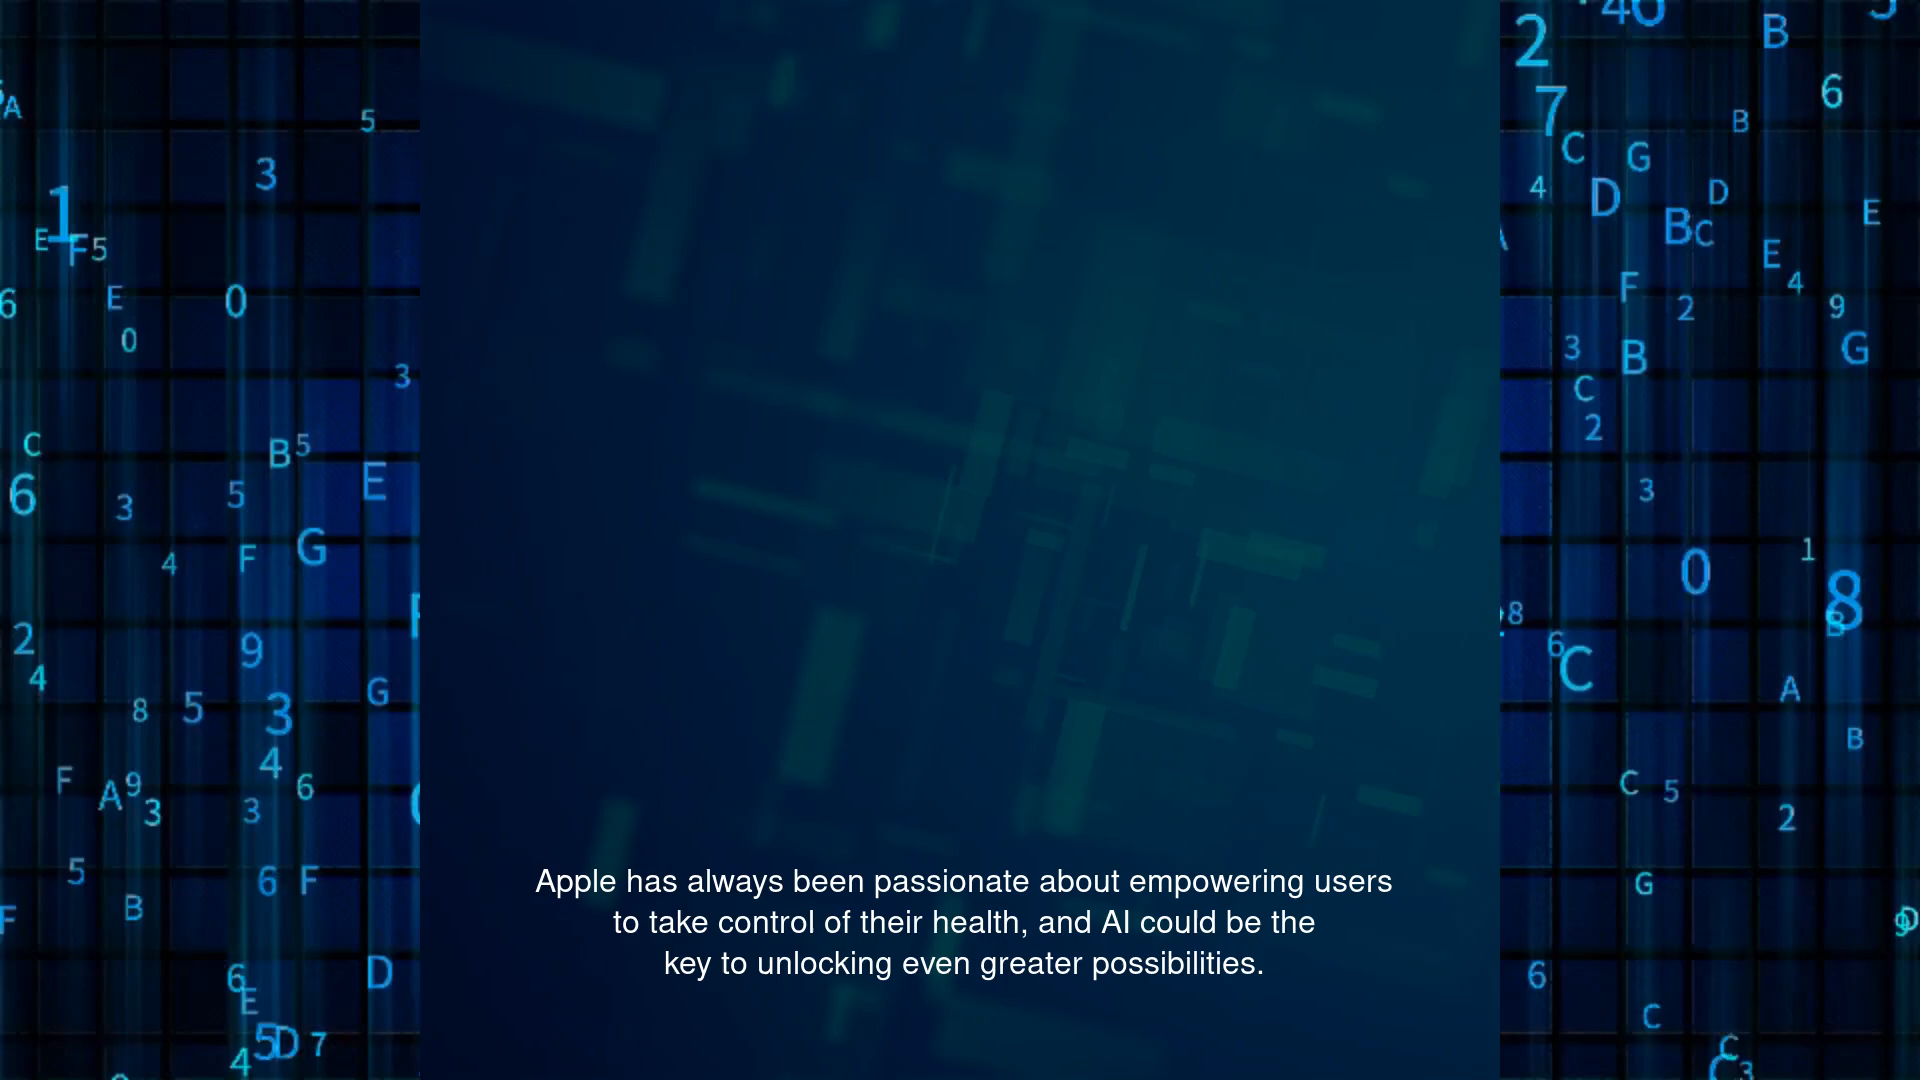 Apple has always been passionate about empowering users
to take control of their health, and AI could be the
key to unlocking even greater possibilities.